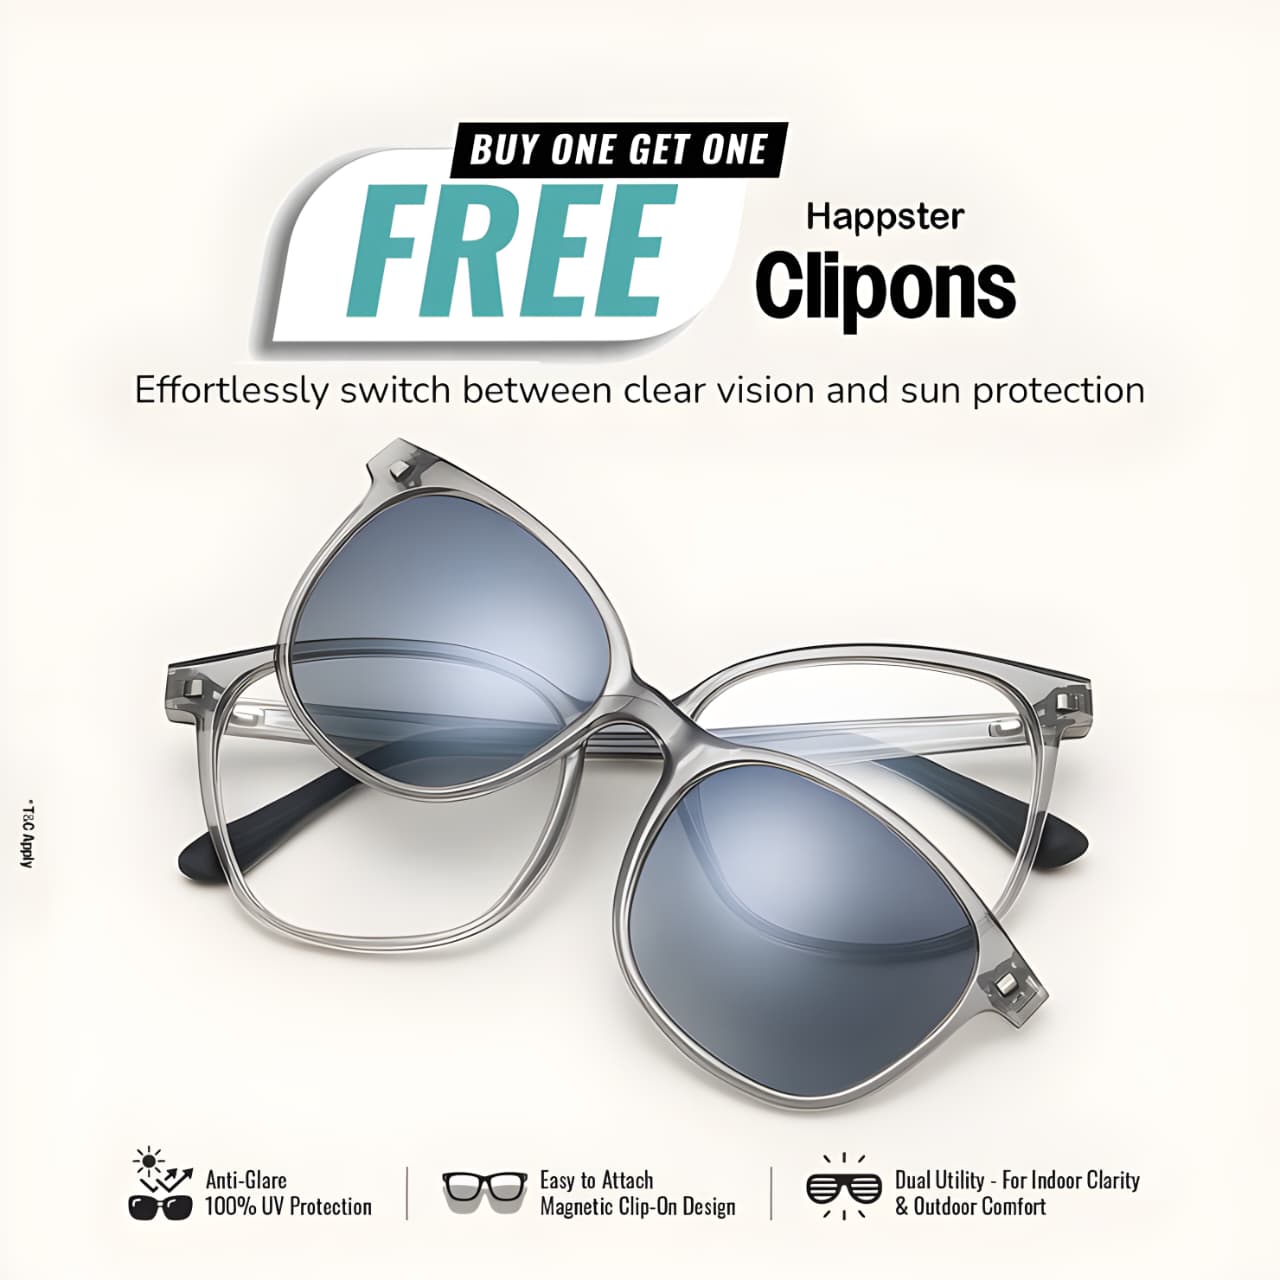 BUY ONE GET ONE
FREE
Happster
Clipons
Effortlessly switch between clear vision and sun protection
*T&C Apply
Anti-Glare
100% UV Protection
Easy to Attach
Magnetic Clip-On Design
Dual Utility - For Indoor Clarity
& Outdoor Comfort